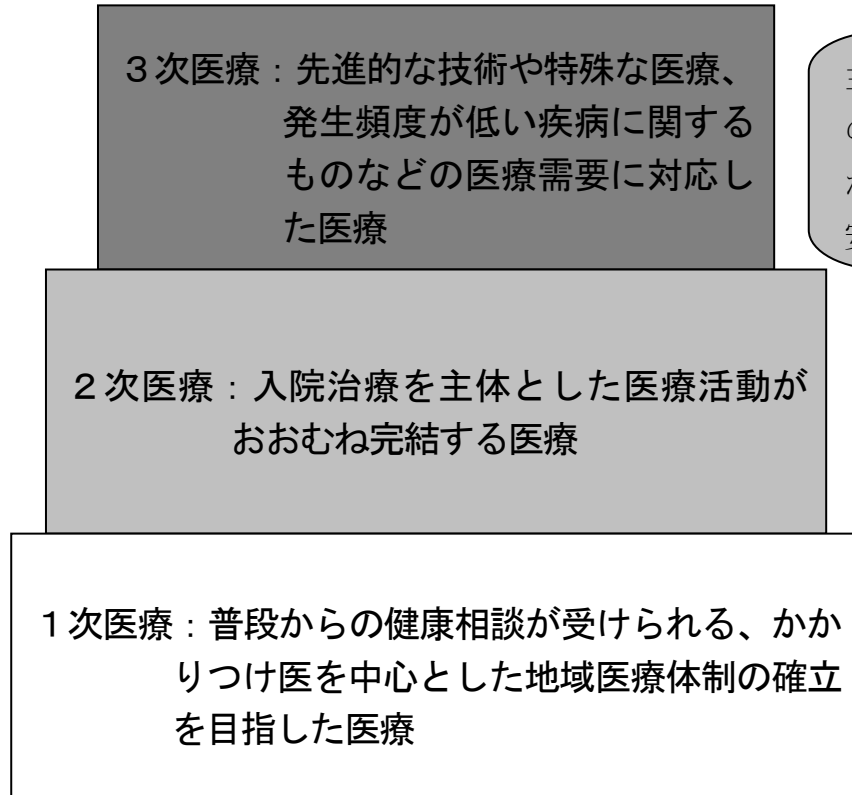 3次医療：先進的な技術や特殊な医療、
発生頻度が低い疾病に関する
ものなどの医療需要に対応し
た医療
2次医療：入院治療を主体とした医療活動が
おおむね完結する医療
1次医療：普段からの健康相談が受けられる、かか
りつけ医を中心とした地域医療体制の確立
を目指した医療